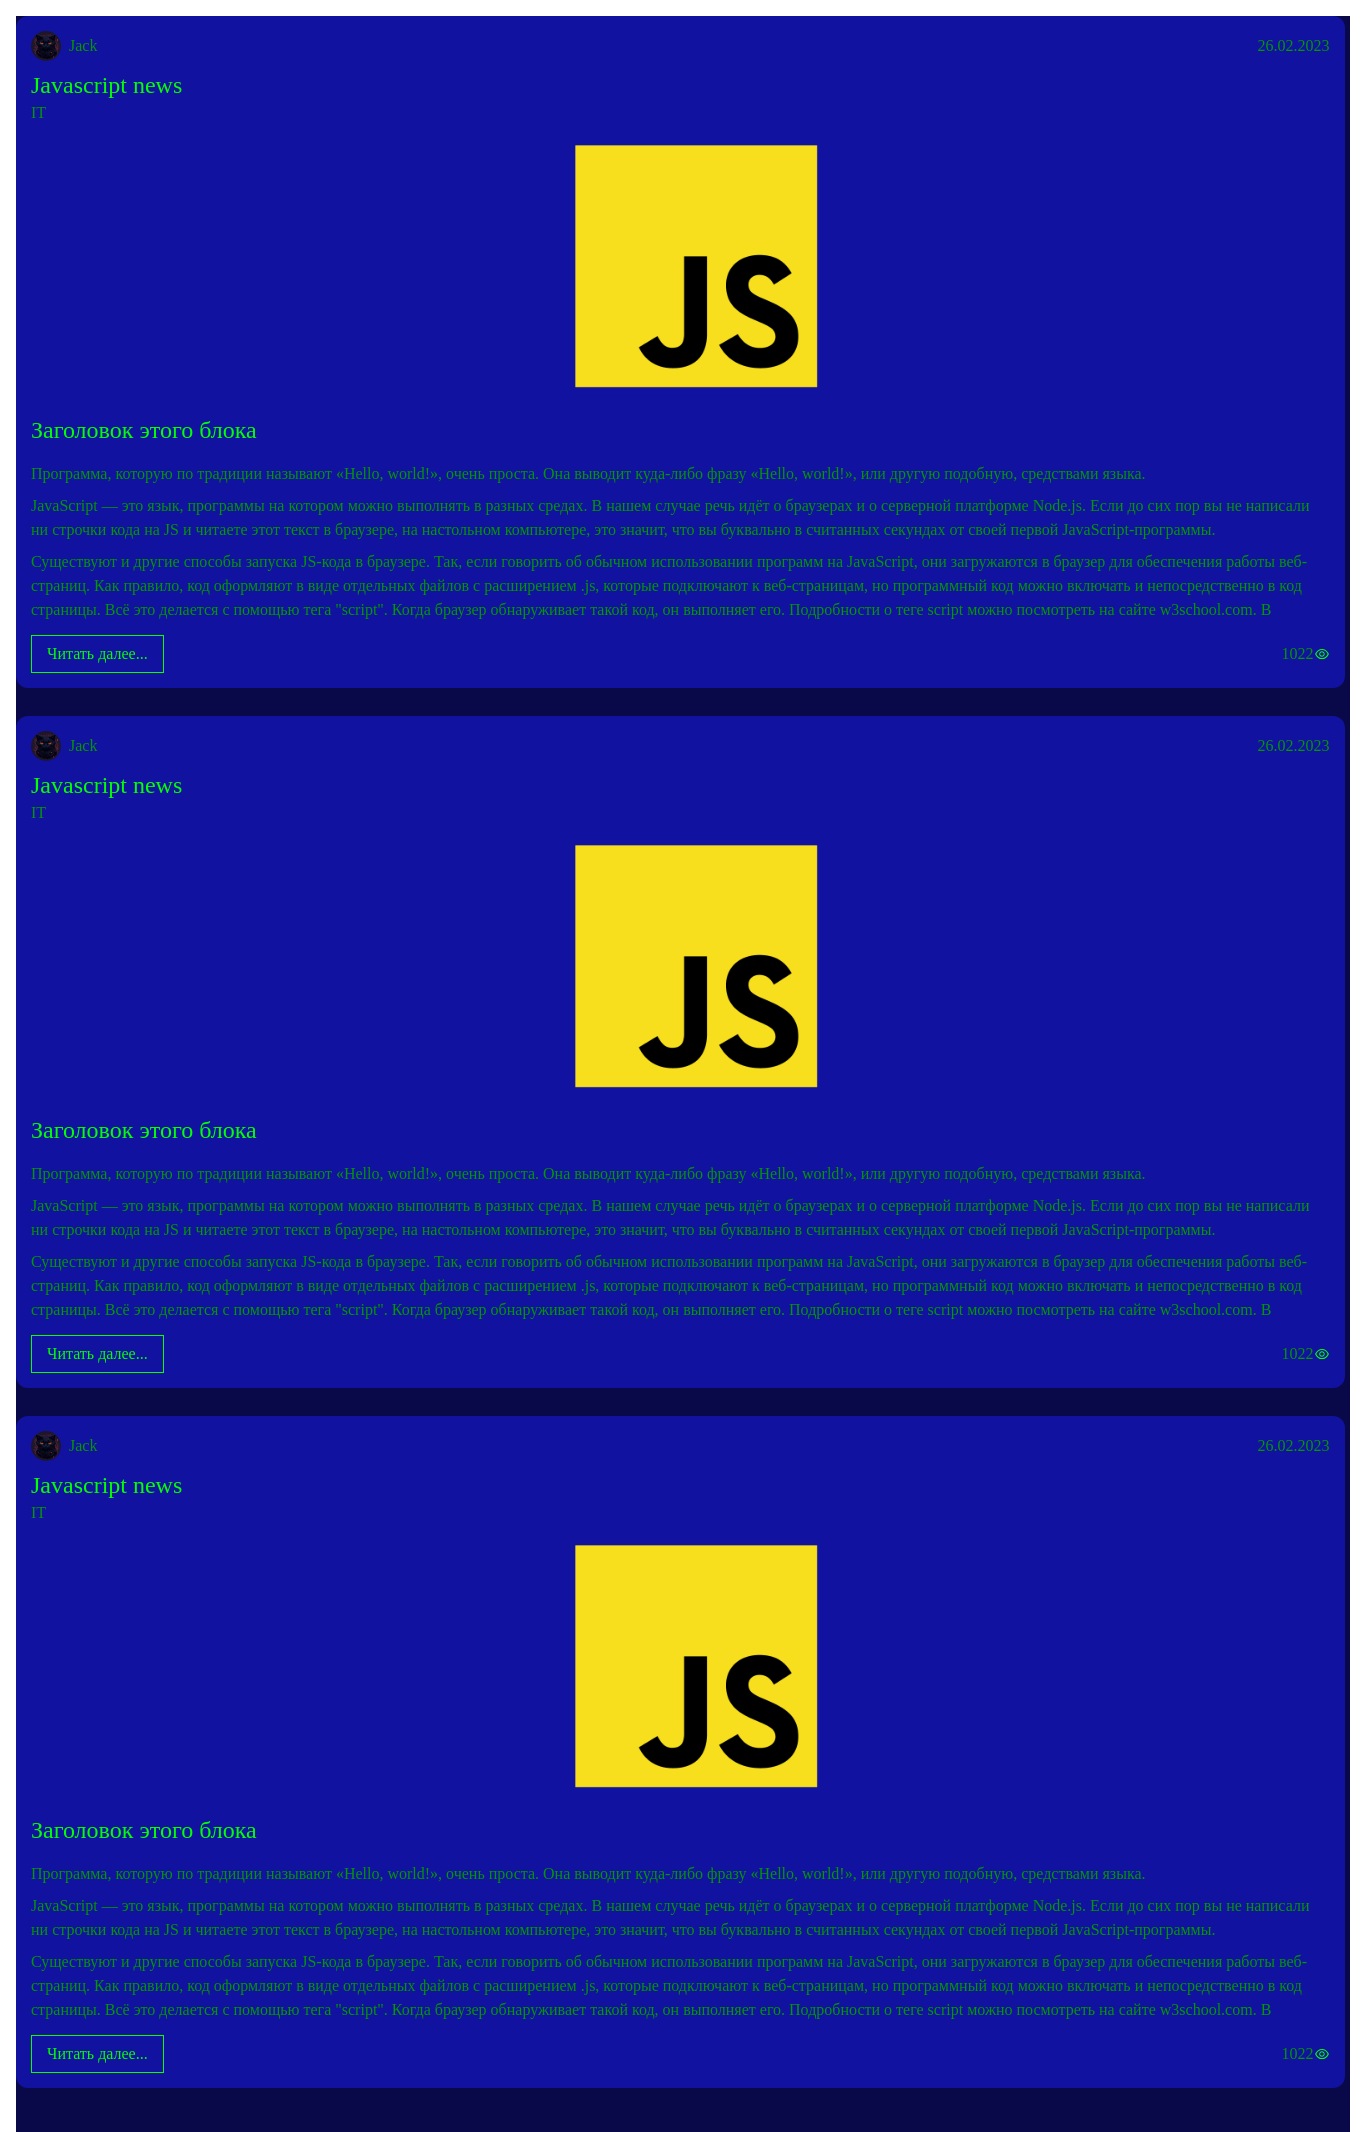 Jack
26.02.2023
Javascript news
IT
JS
Заголовок этого блока
Программа, которую по традиции называют «Hello, world!», очень проста. Она выводит куда-либо фразу «Hello, world!», или другую подобную, средствами языка.
JavaScript — это язык, программы на котором можно выполнять в разных средах. В нашем случае речь идёт о браузерах и о серверной платформе Node.js. Если до сих пор вы не написали
ни строчки кода на JS и читаете этот текст в браузере, на настольном компьютере, это значит, что вы буквально в считанных секундах от своей первой JavaScript-программы.
Существуют и другие способы запуска JS-кода в браузере. Так, если говорить об обычном использовании программ на JavaScript, они загружаются в браузер для обеспечения работы веб-
страниц. Как правило, код оформляют в виде отдельных файлов с расширением .js, которые подключают к веб-страницам, но программный код можно включать и непосредственно в код
страницы. Всё это делается с помощью тега "script". Когда браузер обнаруживает такой код, он выполняет его. Подробности о теге script можно посмотреть на сайте w3school.com. В
Читать далее...
1022
Jack
26.02.2023
Javascript news
IT
JS
Заголовок этого блока
Программа, которую по традиции называют «Hello, world!», очень проста. Она выводит куда-либо фразу «Hello, world!», или другую подобную, средствами языка.
JavaScript — это язык, программы на котором можно выполнять в разных средах. В нашем случае речь идёт о браузерах и о серверной платформе Node.js. Если до сих пор вы не написали
ни строчки кода на JS и читаете этот текст в браузере, на настольном компьютере, это значит, что вы буквально в считанных секундах от своей первой JavaScript-программы.
Существуют и другие способы запуска JS-кода в браузере. Так, если говорить об обычном использовании программ на JavaScript, они загружаются в браузер для обеспечения работы веб-
страниц. Как правило, код оформляют в виде отдельных файлов с расширением .js, которые подключают к веб-страницам, но программный код можно включать и непосредственно в код
страницы. Всё это делается с помощью тега "script". Когда браузер обнаруживает такой код, он выполняет его. Подробности о теге script можно посмотреть на сайте w3school.com. В
Читать далее...
1022
Jack
26.02.2023
Javascript news
IT
JS
Заголовок этого блока
Программа, которую по традиции называют «Hello, world!», очень проста. Она выводит куда-либо фразу «Hello, world!», или другую подобную, средствами языка.
JavaScript — это язык, программы на котором можно выполнять в разных средах. В нашем случае речь идёт о браузерах и о серверной платформе Node.js. Если до сих пор вы не написали
ни строчки кода на JS и читаете этот текст в браузере, на настольном компьютере, это значит, что вы буквально в считанных секундах от своей первой JavaScript-программы.
Существуют и другие способы запуска JS-кода в браузере. Так, если говорить об обычном использовании программ на JavaScript, они загружаются в браузер для обеспечения работы веб-
страниц. Как правило, код оформляют в виде отдельных файлов с расширением .js, которые подключают к веб-страницам, но программный код можно включать и непосредственно в код
страницы. Всё это делается с помощью тега "script". Когда браузер обнаруживает такой код, он выполняет его. Подробности о теге script можно посмотреть на сайте w3school.com. В
Читать далее...
1022